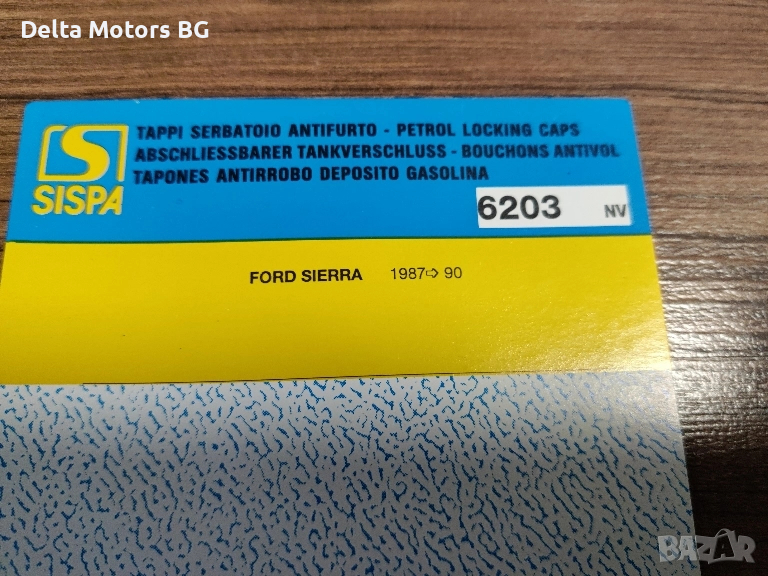 Delta Motors BG
SISPA
TAPPI SERBATOIO ANTIFURTO - PETROL LOCKING CAPS
ABSCHLIESSBARER TANKVERSCHLUSS - BOUCHONS ANTIVOL
TAPONES ANTIRROBO DEPOSITO GASOLINA
6203 NV
FORD SIERRA 1987⇨90
BAZAR